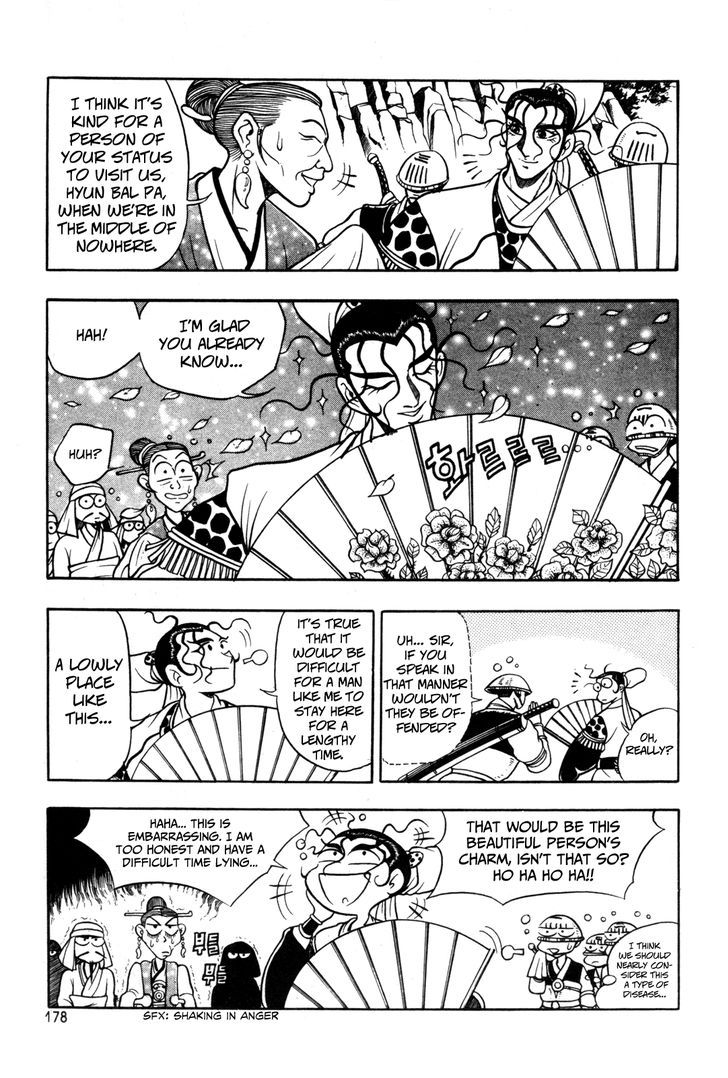 I THINK IT'S
KIND FOR A
PERSON OF
YOUR STATUS
TO VISIT US,
HYUN BAL PA,
WHEN WE'RE IN
THE MIDDLE OF
NOWHERE.
HAH!
I'M GLAD
YOU ALREADY
KNOW...
HUH?
화르르르
A LOWLY
PLACE
LIKE
THIS...
IT'S TRUE
THAT IT
WOULD BE
DIFFICULT
FOR A MAN
LIKE ME TO
STAY HERE
FOR A
LENGTHY
TIME.
UH... SIR,
IF YOU
SPEAK IN
THAT MANNER
WOULDN'T
THEY BE OF-
FENDED?
OH,
REALLY?
HAHA... THIS IS
EMBARRASSING. I AM
TOO HONEST AND HAVE A
DIFFICULT TIME LYING...
THAT WOULD BE THIS
BEAUTIFUL PERSON'S
CHARM, ISN'T THAT SO?
HO HA HO HA!!
부들
부들
I THINK
WE SHOULD
NEARLY CON-
SIDER THIS
A TYPE OF
DISEASE...
178
SFX: SHAKING IN ANGER